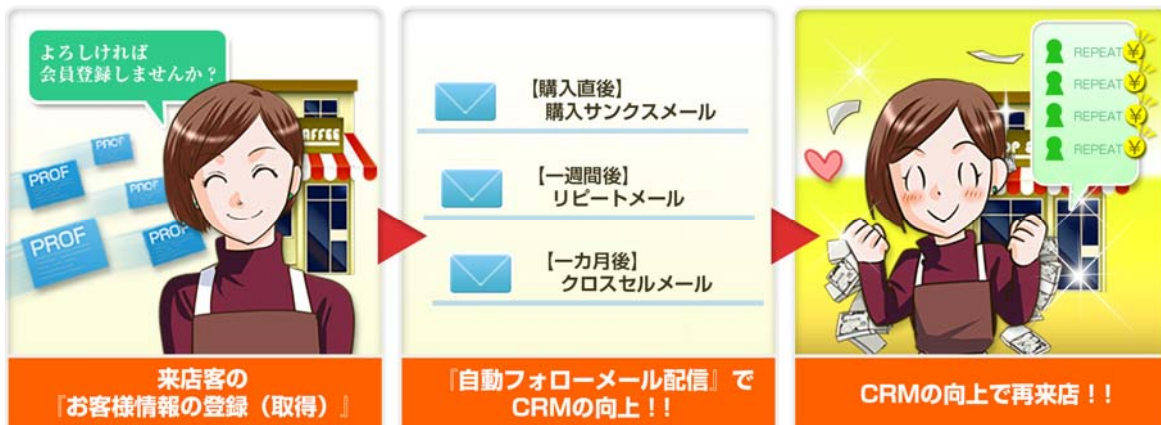 よろしければ
会員登録しませんか？
PROF
PROF
PROF
PROF
PROF
AFFEE
来店客の
『お客様情報の登録（取得）』
【購入直後】
購入サンクスメール
【一週間後】
リピートメール
【一カ月後】
クロスセルメール
『自動フォローメール配信』で
CRMの向上！！
REPEAT ¥
REPEAT ¥
REPEAT ¥
REPEAT ¥
OP &
CRMの向上で再来店！！